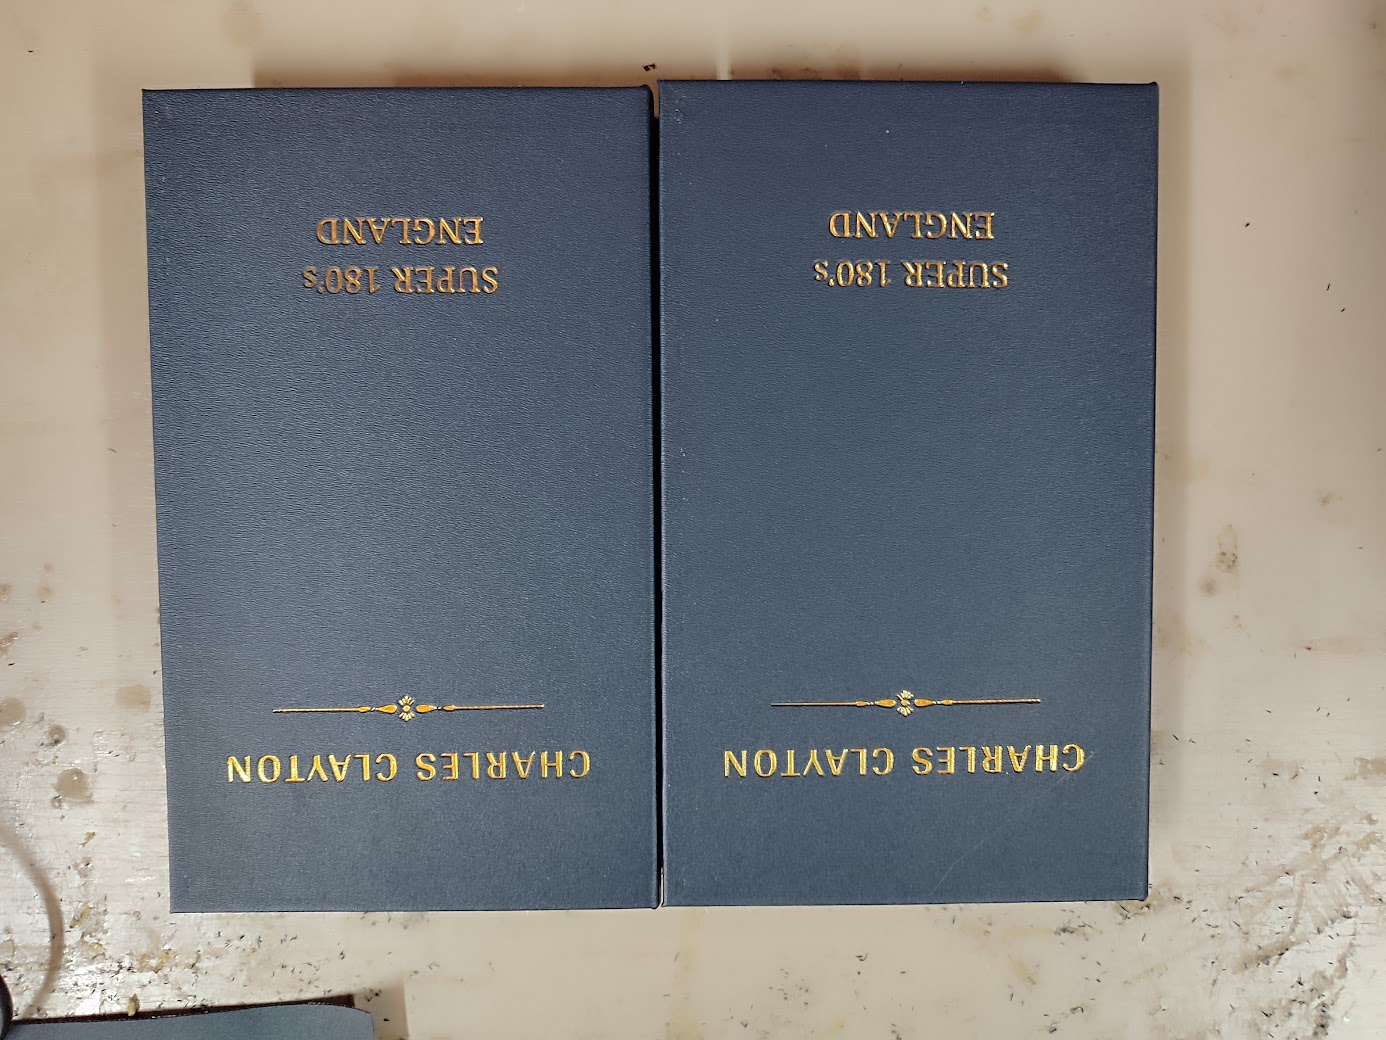 CHARLES CLAYTON
SUPER 180's
ENGLAND
CHARLES CLAYTON
SUPER 180's
ENGLAND